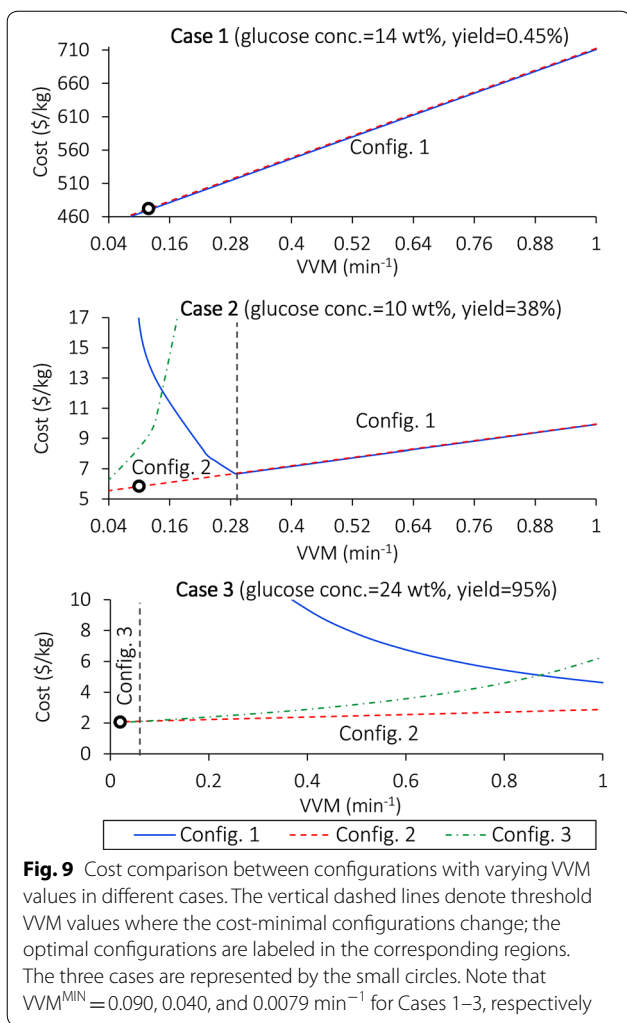 Case 1 (glucose conc.=14 wt%, yield=0.45%)
Cost ($/kg)
710
660
610
560
510
460
Config. 1
0.04 0.16 0.28 0.4 0.52 0.64 0.76 0.88 1
VVM (min-1)
Case 2 (glucose conc.=10 wt%, yield=38%)
Cost ($/kg)
17
15
13
11
9
7
5
Config. 1
Config. 2
0.04 0.16 0.28 0.4 0.52 0.64 0.76 0.88 1
VVM (min-1)
Case 3 (glucose conc.=24 wt%, yield=95%)
Cost ($/kg)
10
8
6
4
2
0
Config. 3
Config. 2
0 0.2 0.4 0.6 0.8 1
VVM (min-1)
Config. 1 Config. 2 Config. 3
Fig. 9 Cost comparison between configurations with varying VVM
values in different cases. The vertical dashed lines denote threshold
VVM values where the cost-minimal configurations change; the
optimal configurations are labeled in the corresponding regions.
The three cases are represented by the small circles. Note that
VVM^MIN = 0.090, 0.040, and 0.0079 min−1 for Cases 1–3, respectively